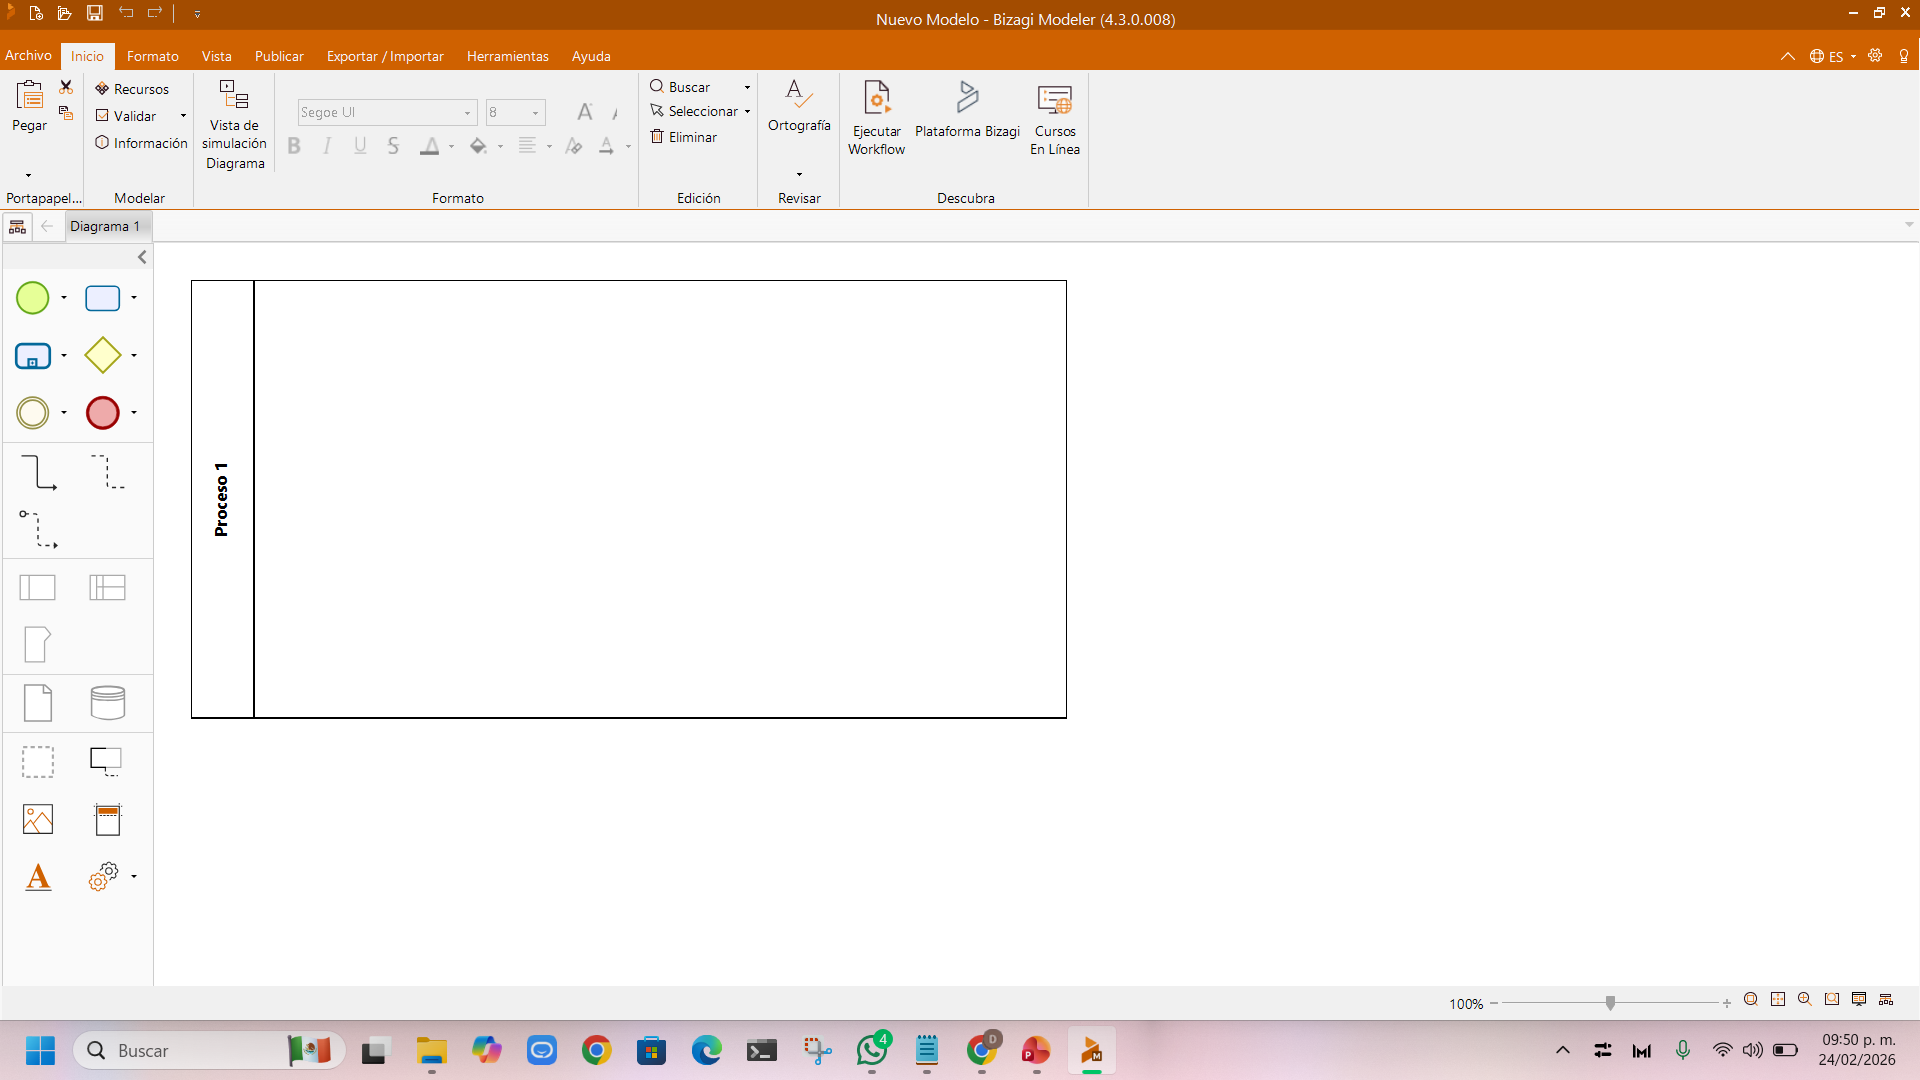 Nuevo Modelo - Bizagi Modeler (4.3.0.008)
Archivo Inicio Formato Vista Publicar Exportar / Importar Herramientas Ayuda ES
Pegar
Portapapel...
Recursos
Validar
Información
Modelar
Vista de
simulación
Diagrama
Segoe UI 8
Formato
Buscar
Seleccionar
Eliminar
Edición
Ortografía
Revisar
Ejecutar
Workflow
Plataforma Bizagi
Cursos
En Línea
Descubra
Diagrama 1
Proceso 1
100%
Buscar
4
D
09:50 p. m.
24/02/2026